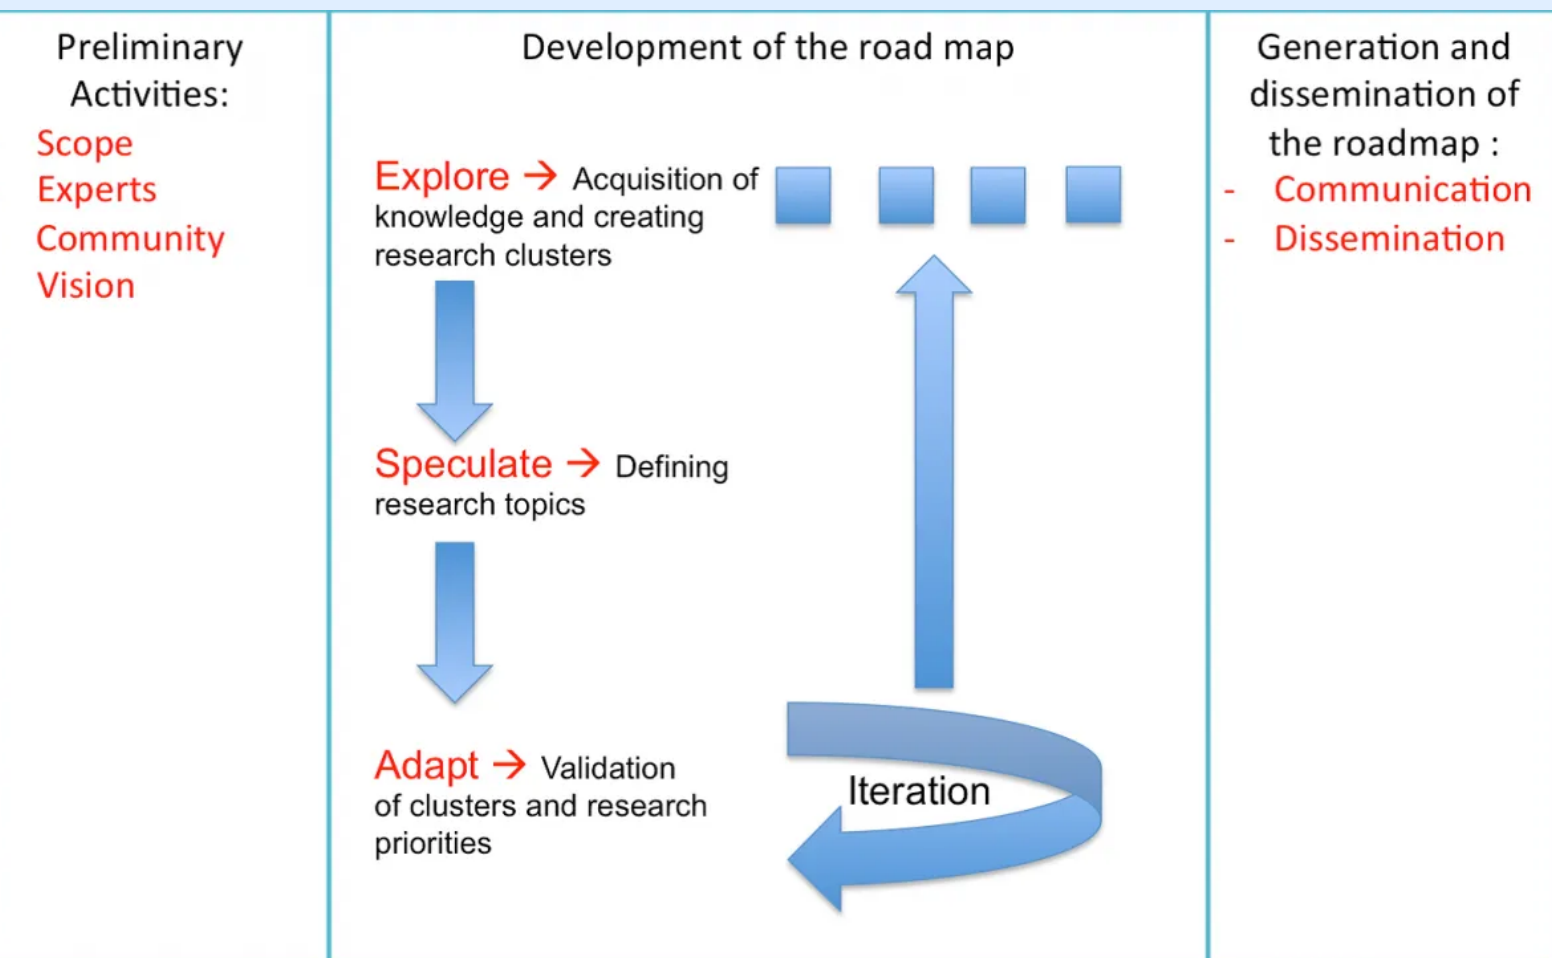 Preliminary
Activities:
Scope
Experts
Community
Vision
Development of the road map
Explore → Acquisition of
knowledge and creating
research clusters
Speculate → Defining
research topics
Adapt → Validation
of clusters and research
priorities
Iteration
Generation and
dissemination of
the roadmap :
- Communication
- Dissemination